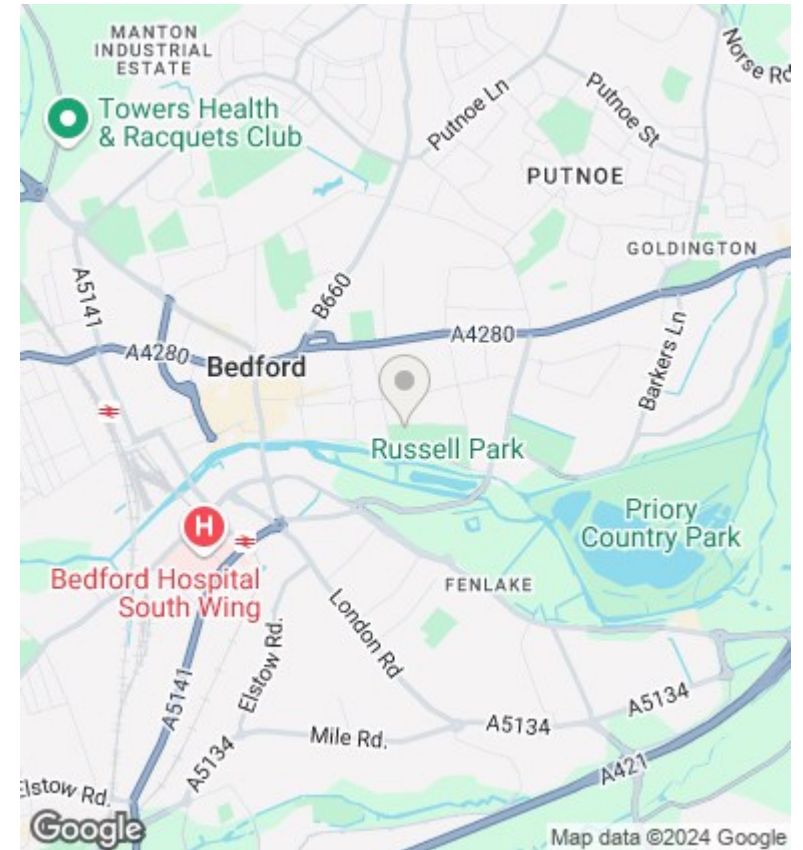 MANTON
INDUSTRIAL
ESTATE
Norse Rd
Towers Health
& Racquets Club
Putnoe Ln
Putnoe St
PUTNOE
GOLDINGTON
A5141
B660
A4280
A4280
Bedford
Barkers Ln
Russell Park
Priory
Country Park
H
Bedford Hospital
South Wing
FENLAKE
London Rd
Elstow Rd.
A5141
A5134
A5134
Mile Rd.
A5134
A421
Elstow Rd.
Google
Map data ©2024 Google